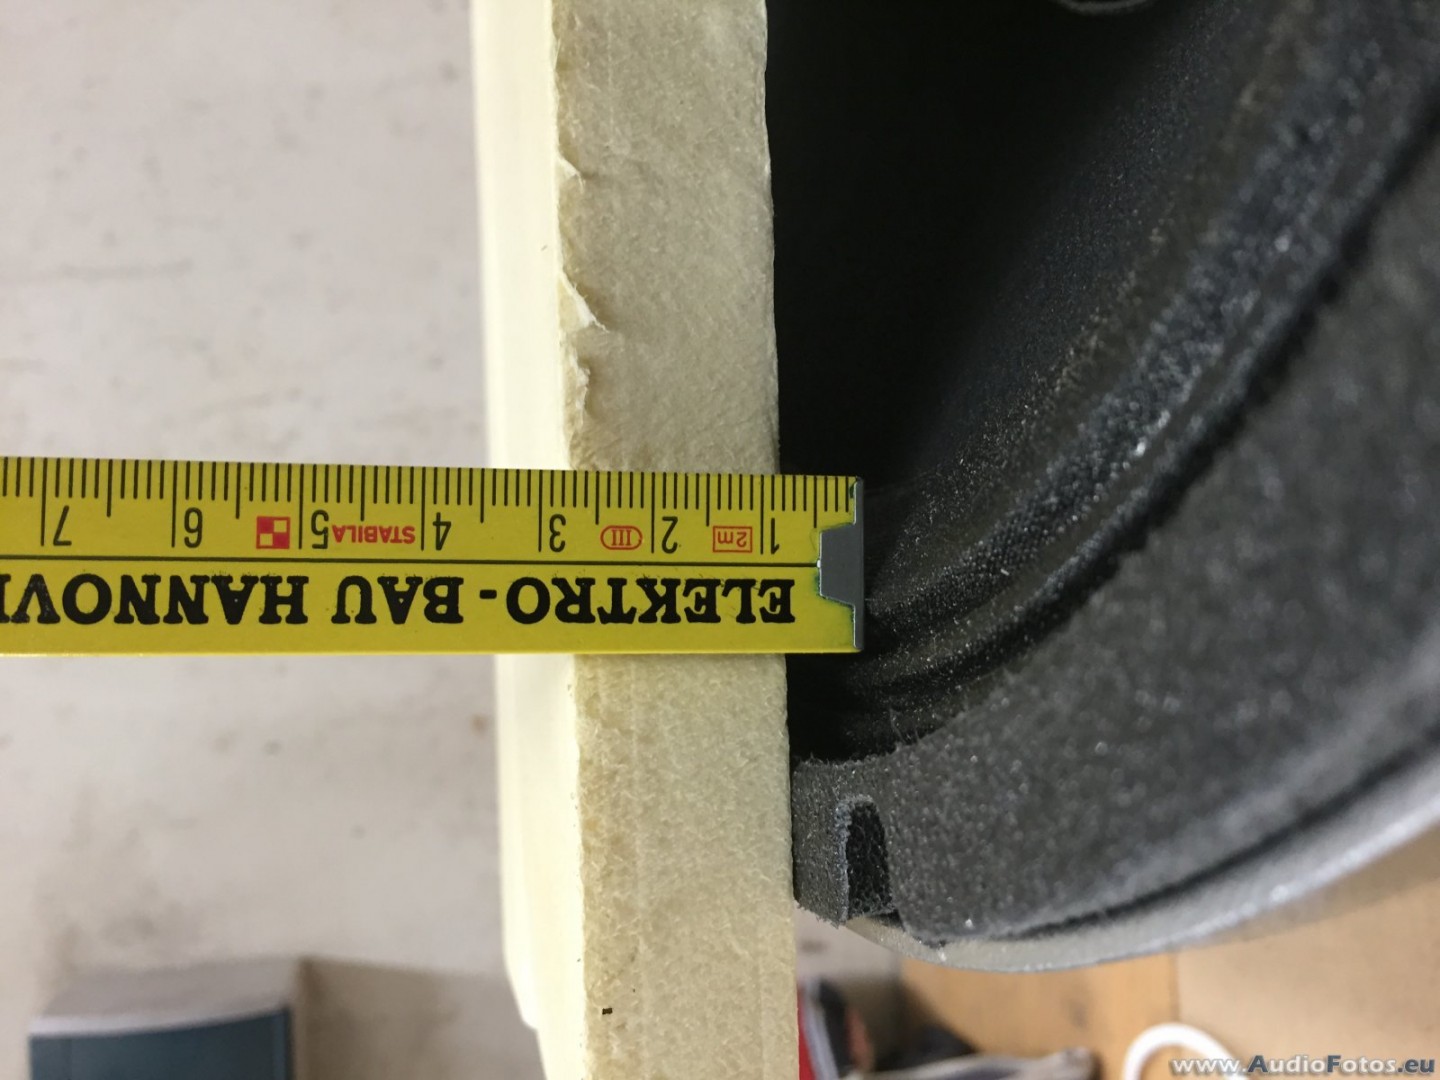 1 2m 2 III 3 4 STABILA 5 6 7
ELEKTRO - BAU HANNOV
www.AudioFotos.eu